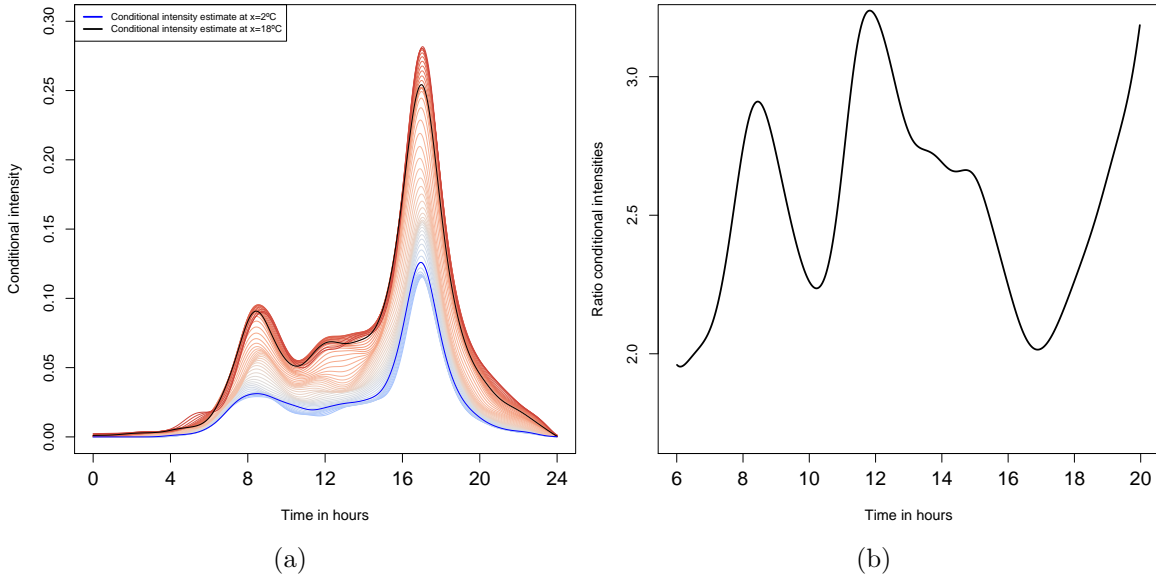 Conditional intensity estimate at x=2ºC
Conditional intensity estimate at x=18ºC
Conditional intensity
0.00
0.05
0.10
0.15
0.20
0.25
0.30
0 4 8 12 16 20 24
Time in hours
(a)
Ratio conditional intensities
2.0
2.5
3.0
6 8 10 12 14 16 18 20
Time in hours
(b)